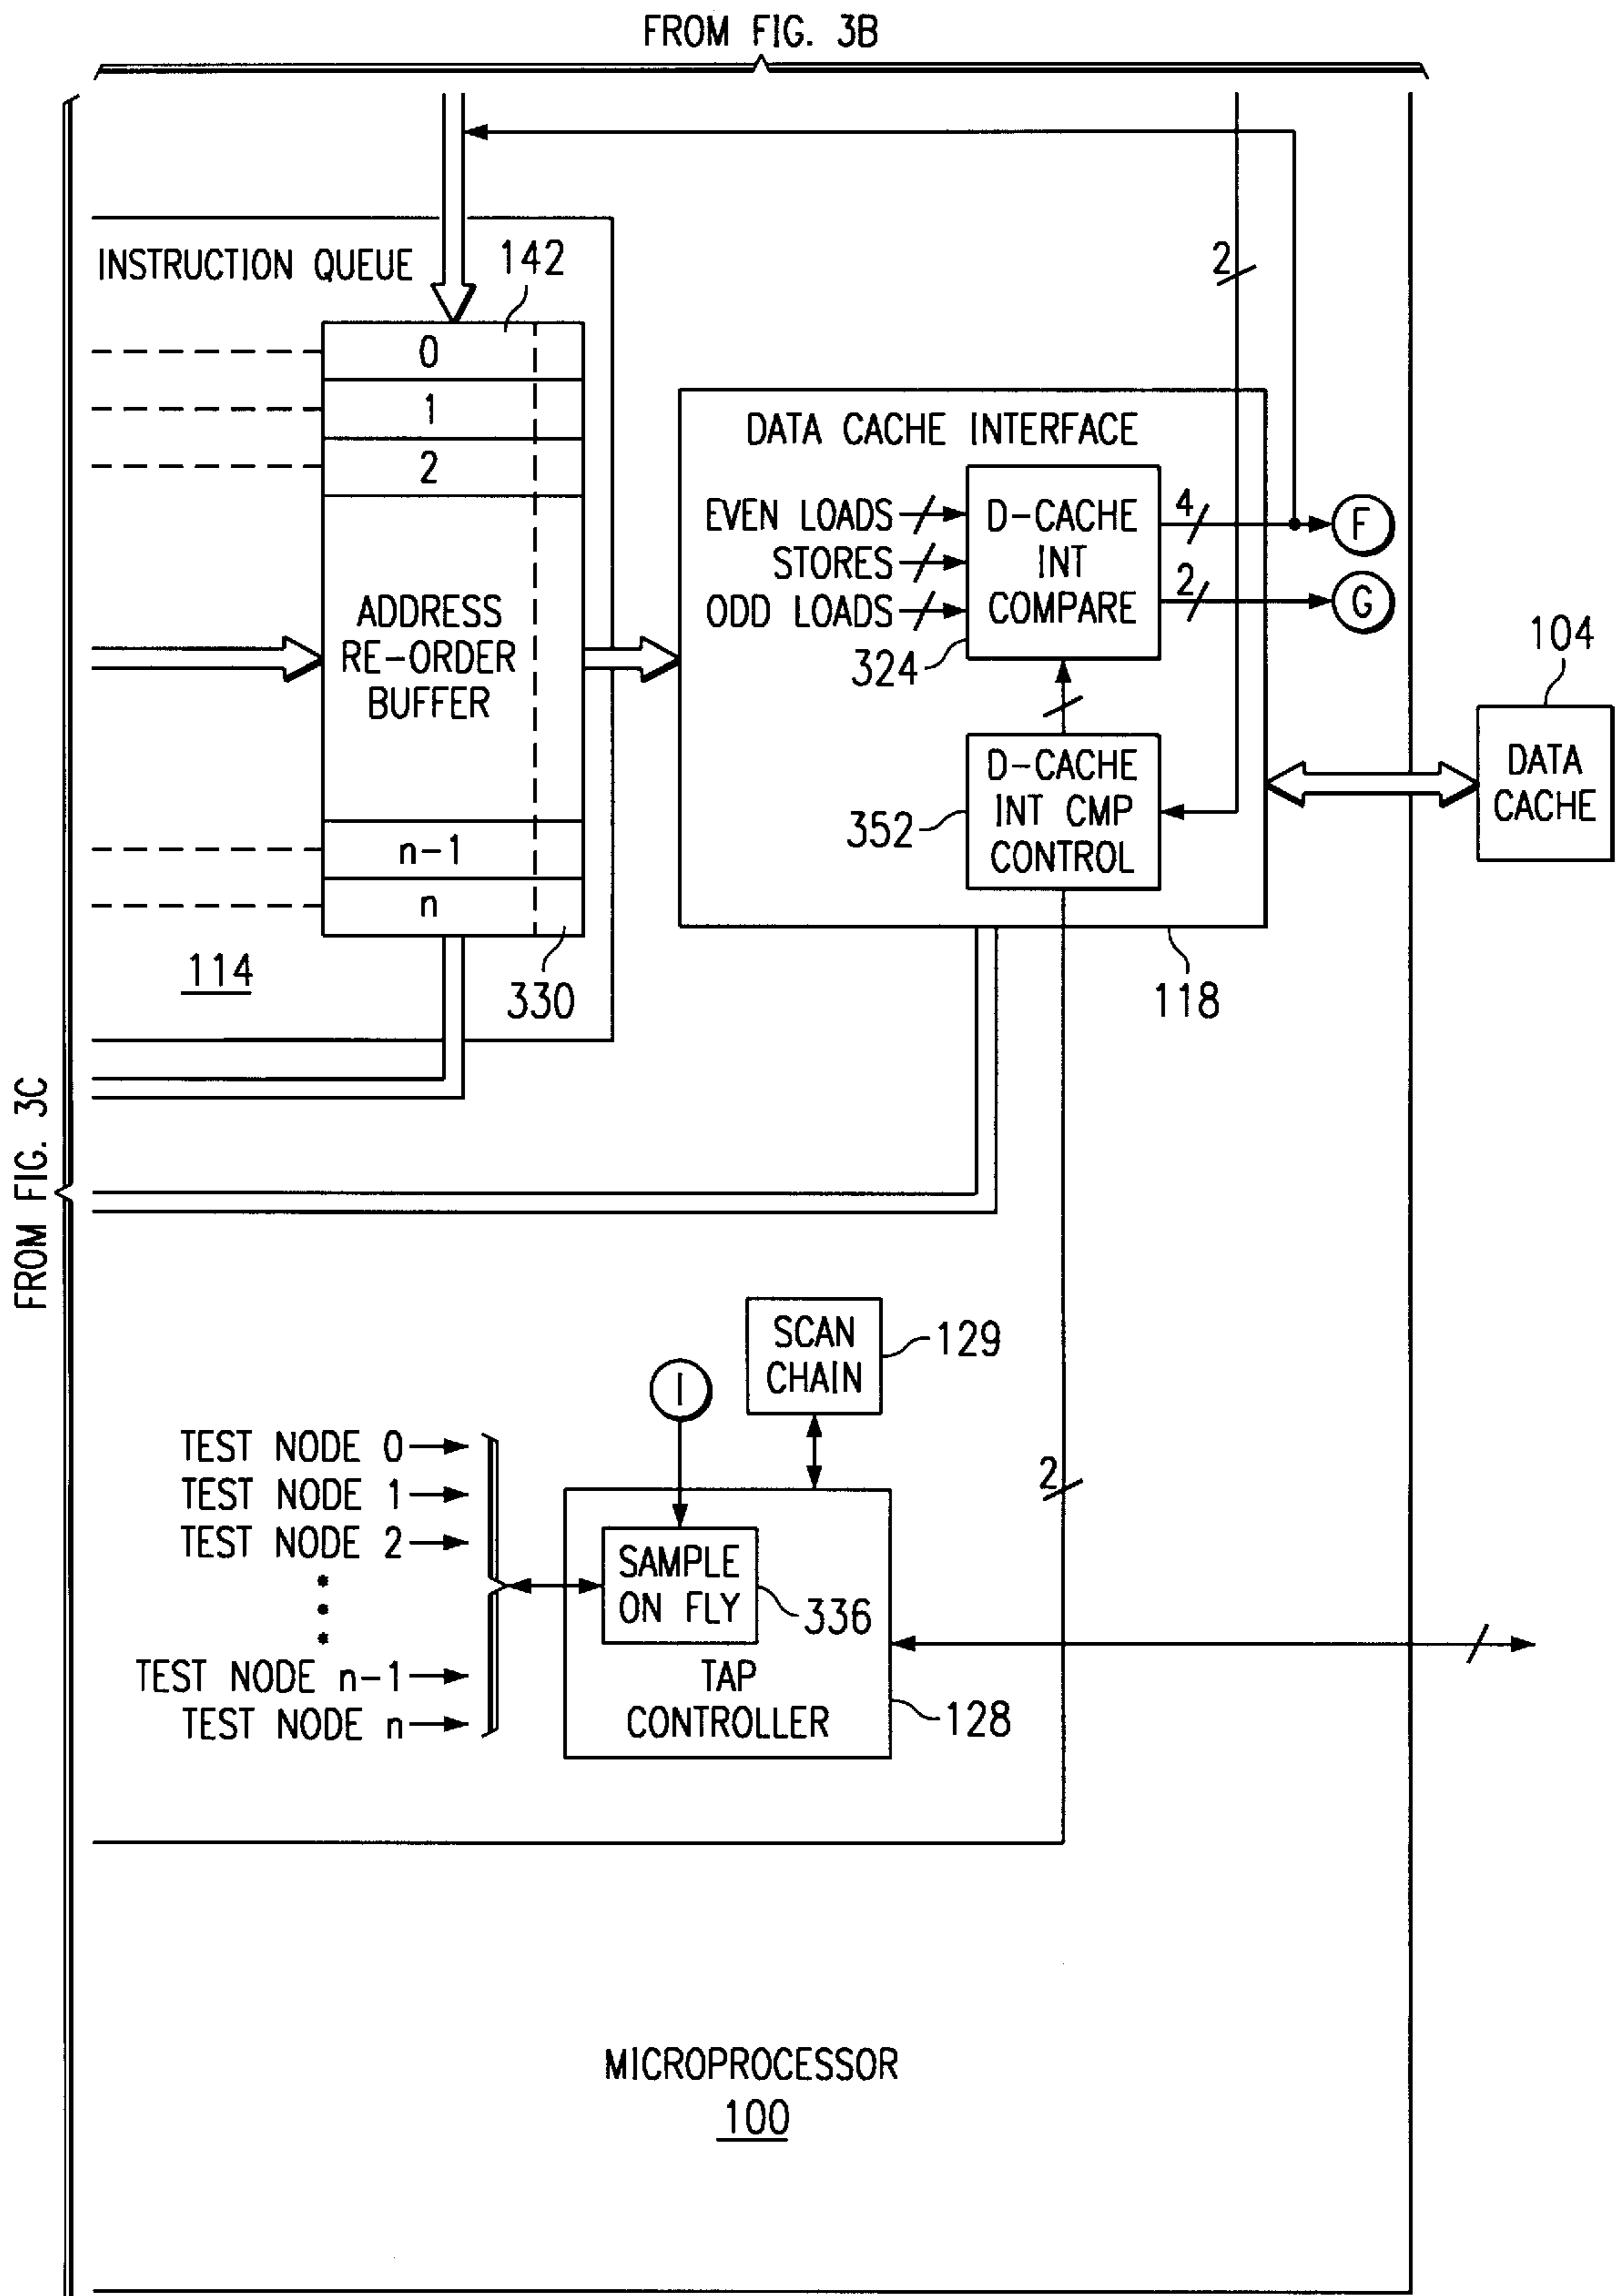 FROM FIG. 3B
INSTRUCTION QUEUE
142
0
1
2
ADDRESS
RE-ORDER
BUFFER
n-1
n
114
330
2
DATA CACHE INTERFACE
EVEN LOADS
STORES
ODD LOADS
D-CACHE
INT
COMPARE
324
4
2
F
G
D-CACHE
INT CMP
CONTROL
352
118
104
DATA
CACHE
FROM FIG. 3C
SCAN
CHAIN
129
I
TEST NODE 0
TEST NODE 1
TEST NODE 2
TEST NODE n-1
TEST NODE n
SAMPLE
ON FLY
336
TAP
CONTROLLER
128
2
MICROPROCESSOR
100